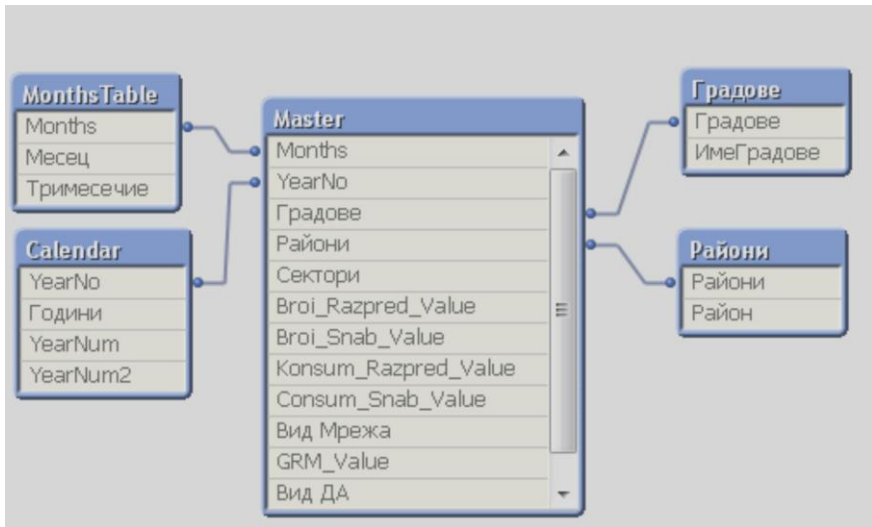 MonthsTable
Months
Месец
Тримесечие
Calendar
YearNo
Години
YearNum
YearNum2
Master
Months
YearNo
Градове
Райони
Сектори
Broi_Razpred_Value
Broi_Snab_Value
Konsum_Razpred_Value
Consum_Snab_Value
Вид Мрежа
GRM_Value
Вид ДА
Градове
Градове
ИмеГрадове
Райони
Райони
Район